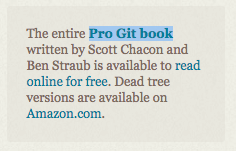 The entire Pro Git book
written by Scott Chacon and
Ben Straub is available to read
online for free. Dead tree
versions are available on
Amazon.com.